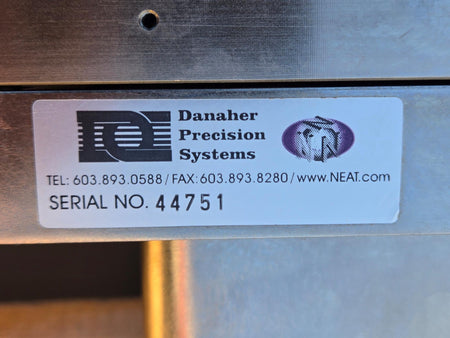 Danaher
Precision
Systems
TEL: 603.893.0588/FAX:603.893.8280/www.NEAT.com
SERIAL NO. 44751